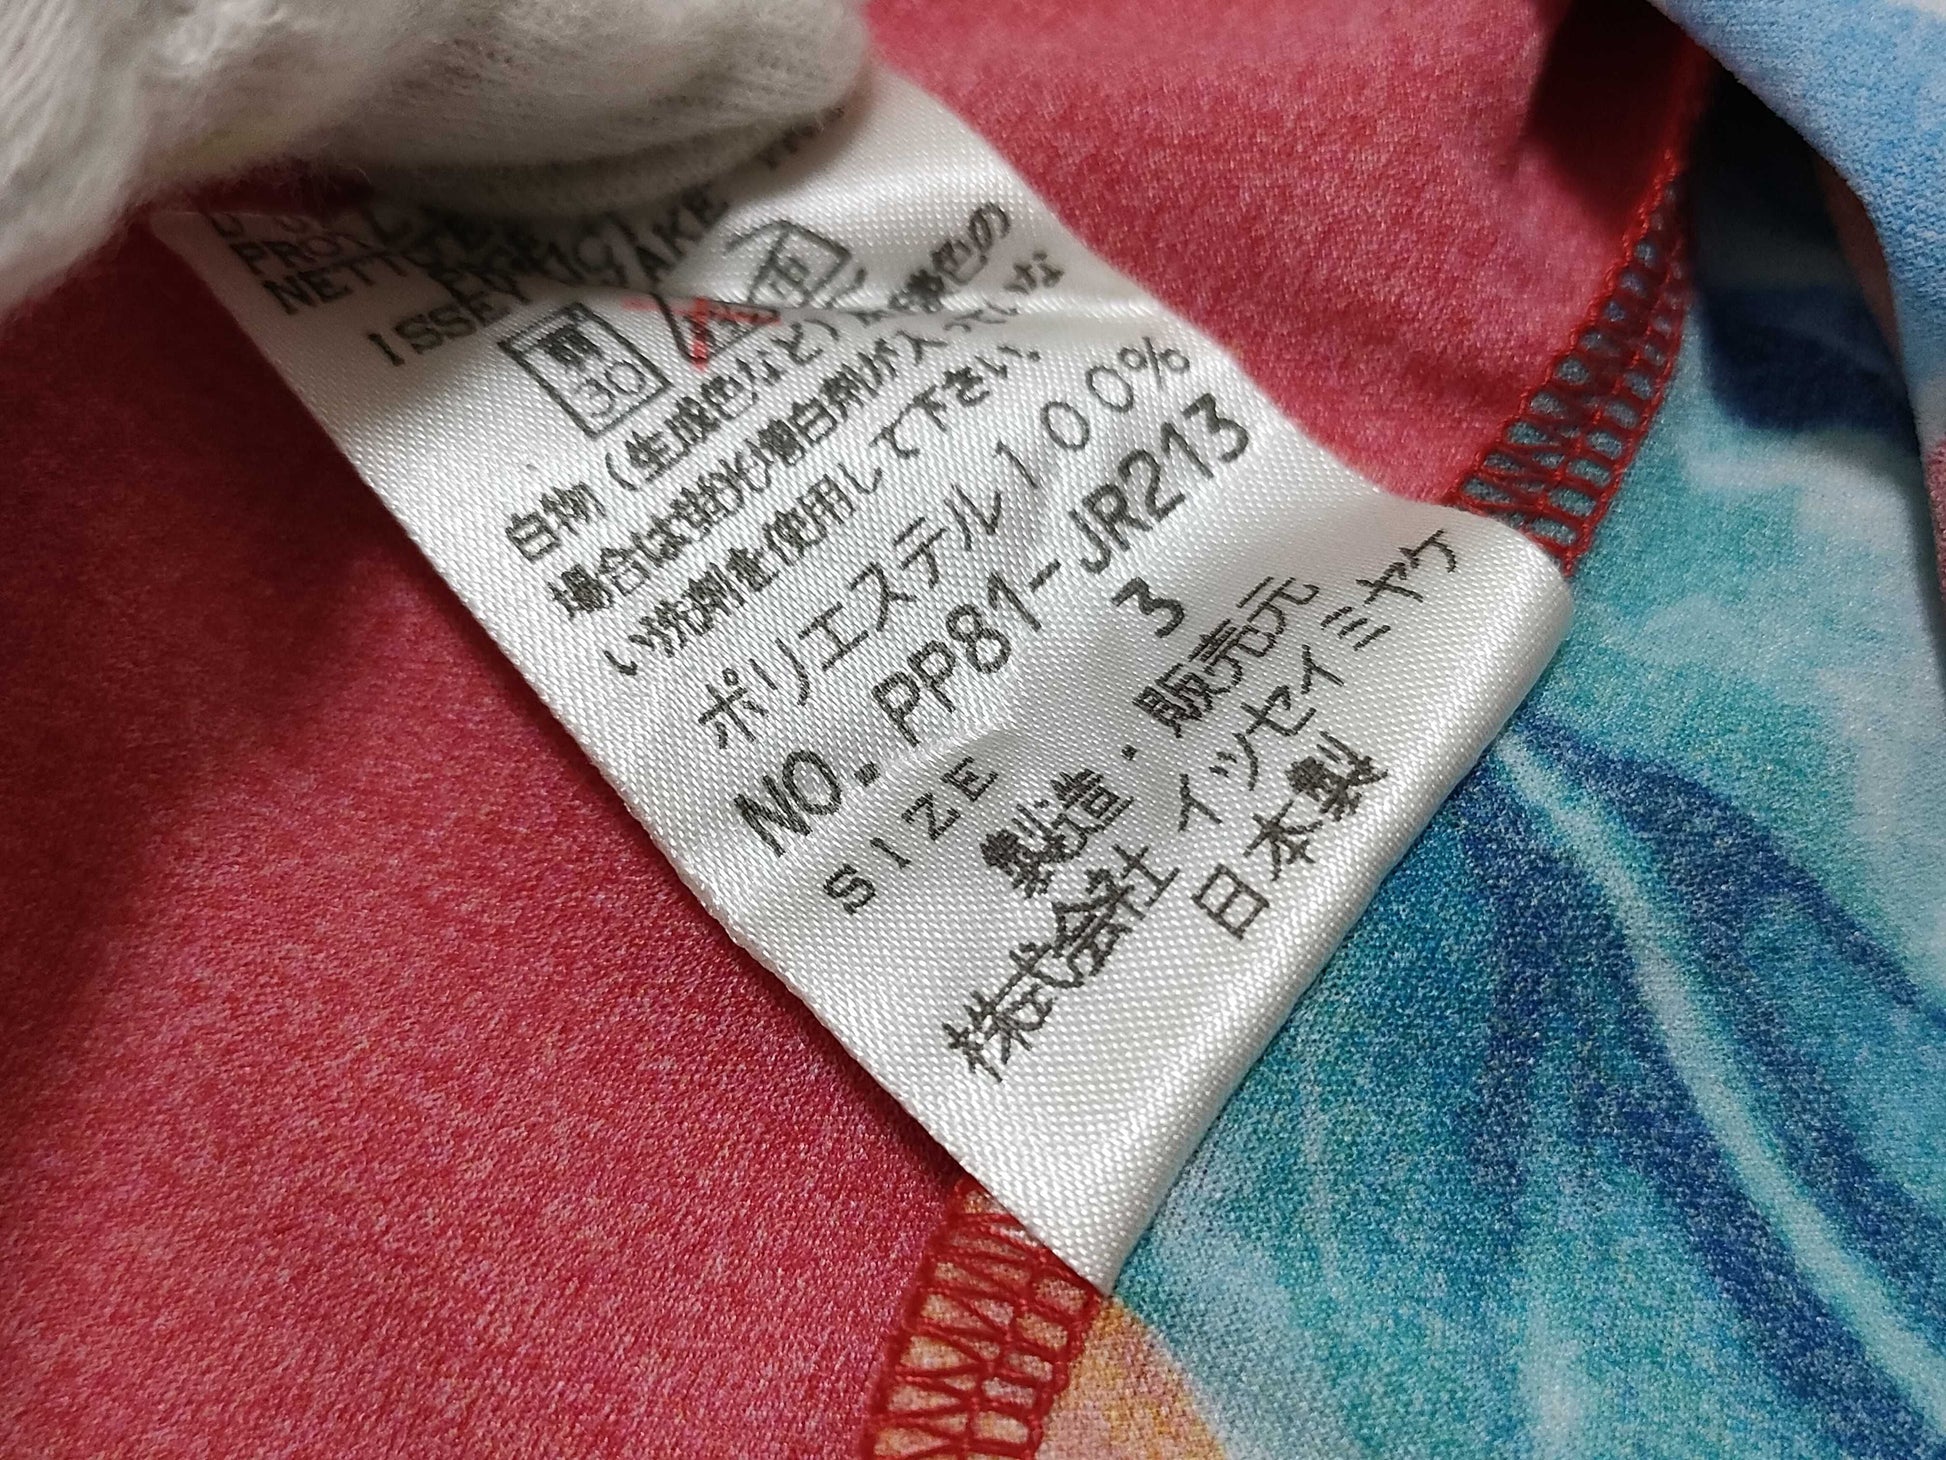 ISSEY MIYAKE
30
白物(生成色など)淡色の
場合は蛍光増白剤が入っていな
い洗剤を使用して下さい。
ポリエステル100%
NO. PP81-JR213
SIZE 3
製造・販売元
株式会社 イッセイミヤケ
日本製